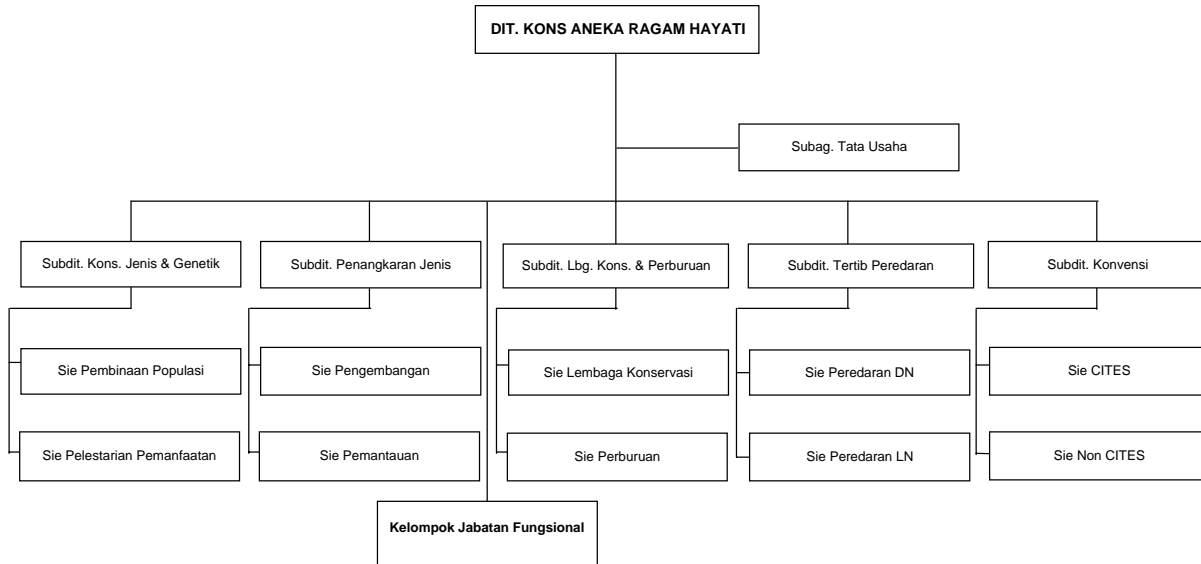 DIT. KONS ANEKA RAGAM HAYATI
Subag. Tata Usaha
Subdit. Kons. Jenis & Genetik
Subdit. Penangkaran Jenis
Subdit. Lbg. Kons. & Perburuan
Subdit. Tertib Peredaran
Subdit. Konvensi
Sie Pembinaan Populasi
Sie Pengembangan
Sie Lembaga Konservasi
Sie Peredaran DN
Sie CITES
Sie Pelestarian Pemanfaatan
Sie Pemantauan
Sie Perburuan
Sie Peredaran LN
Sie Non CITES
Kelompok Jabatan Fungsional